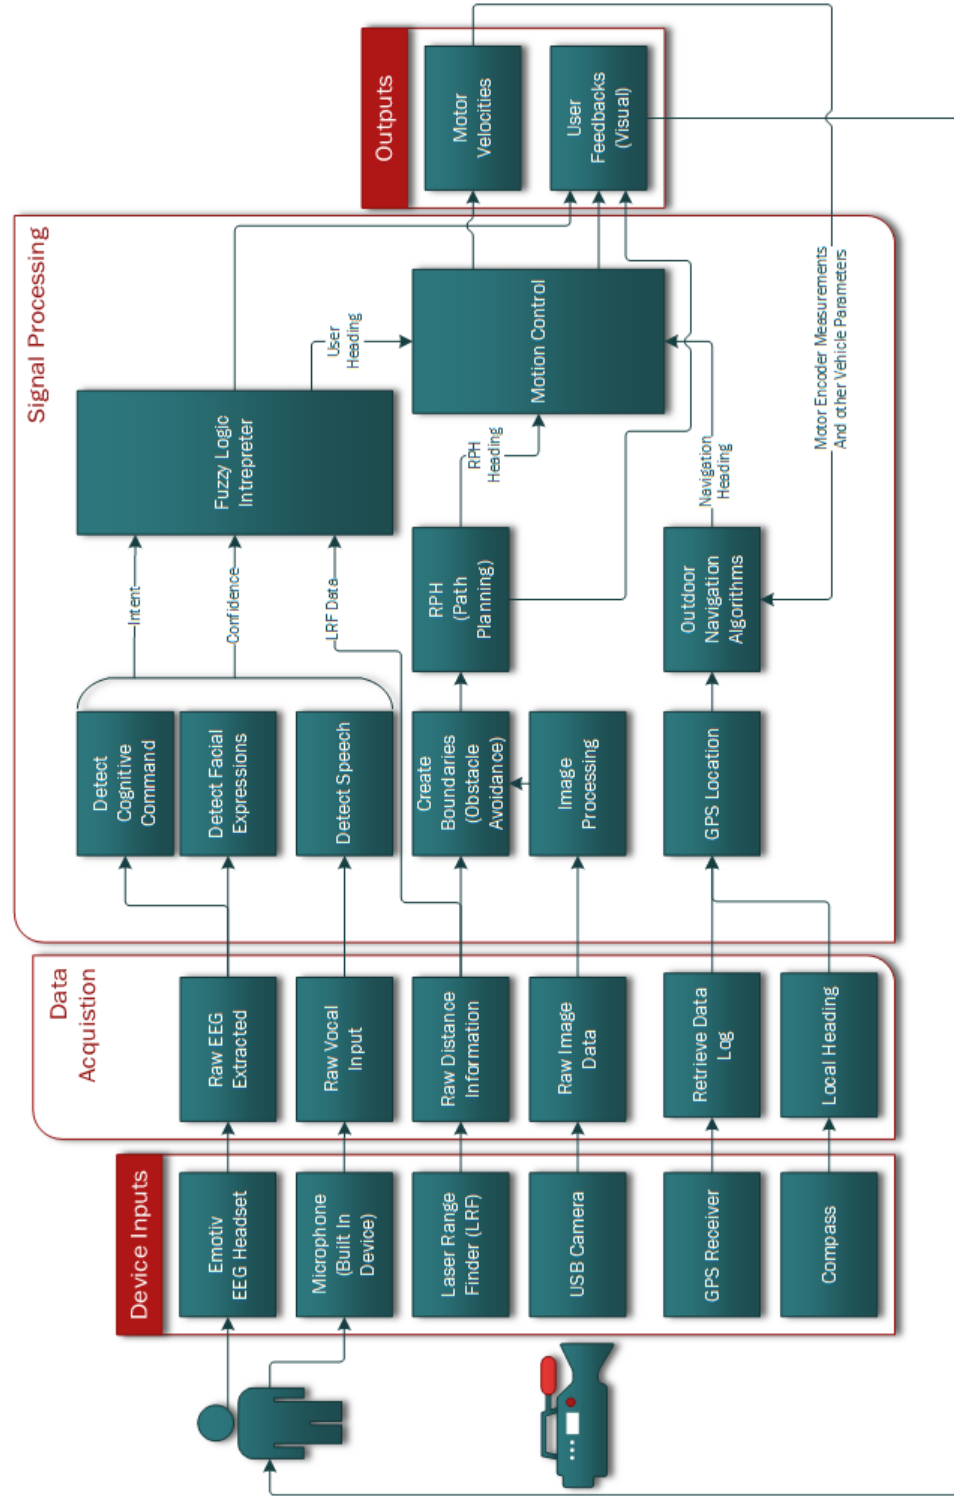 Device Inputs
Emotiv
EEG Headset
Microphone
(Built In
Device)
Laser Range
Finder (LRF)
USB Camera
GPS Receiver
Compass
Data
Acquistion
Raw EEG
Extracted
Raw Vocal
Input
Raw Distance
Information
Raw Image
Data
Retrieve Data
Log
Local Heading
Signal Processing
Detect
Cognitive
Command
Detect Facial
Expressions
Detect Speech
Create
Boundaries
(Obstacle
Avoidance)
Image
Processing
GPS Location
Intent
Confidence
LRF Data
RPH
(Path
Planning)
Outdoor
Navigation
Algorithms
Fuzzy Logic
Intrepreter
RPH
Heading
Navigation
Heading
User
Heading
Motion Control
Motor Encoder Measurements
And other Vehicle Parameters
Outputs
Motor
Velocities
User
Feedbacks
(Visual)